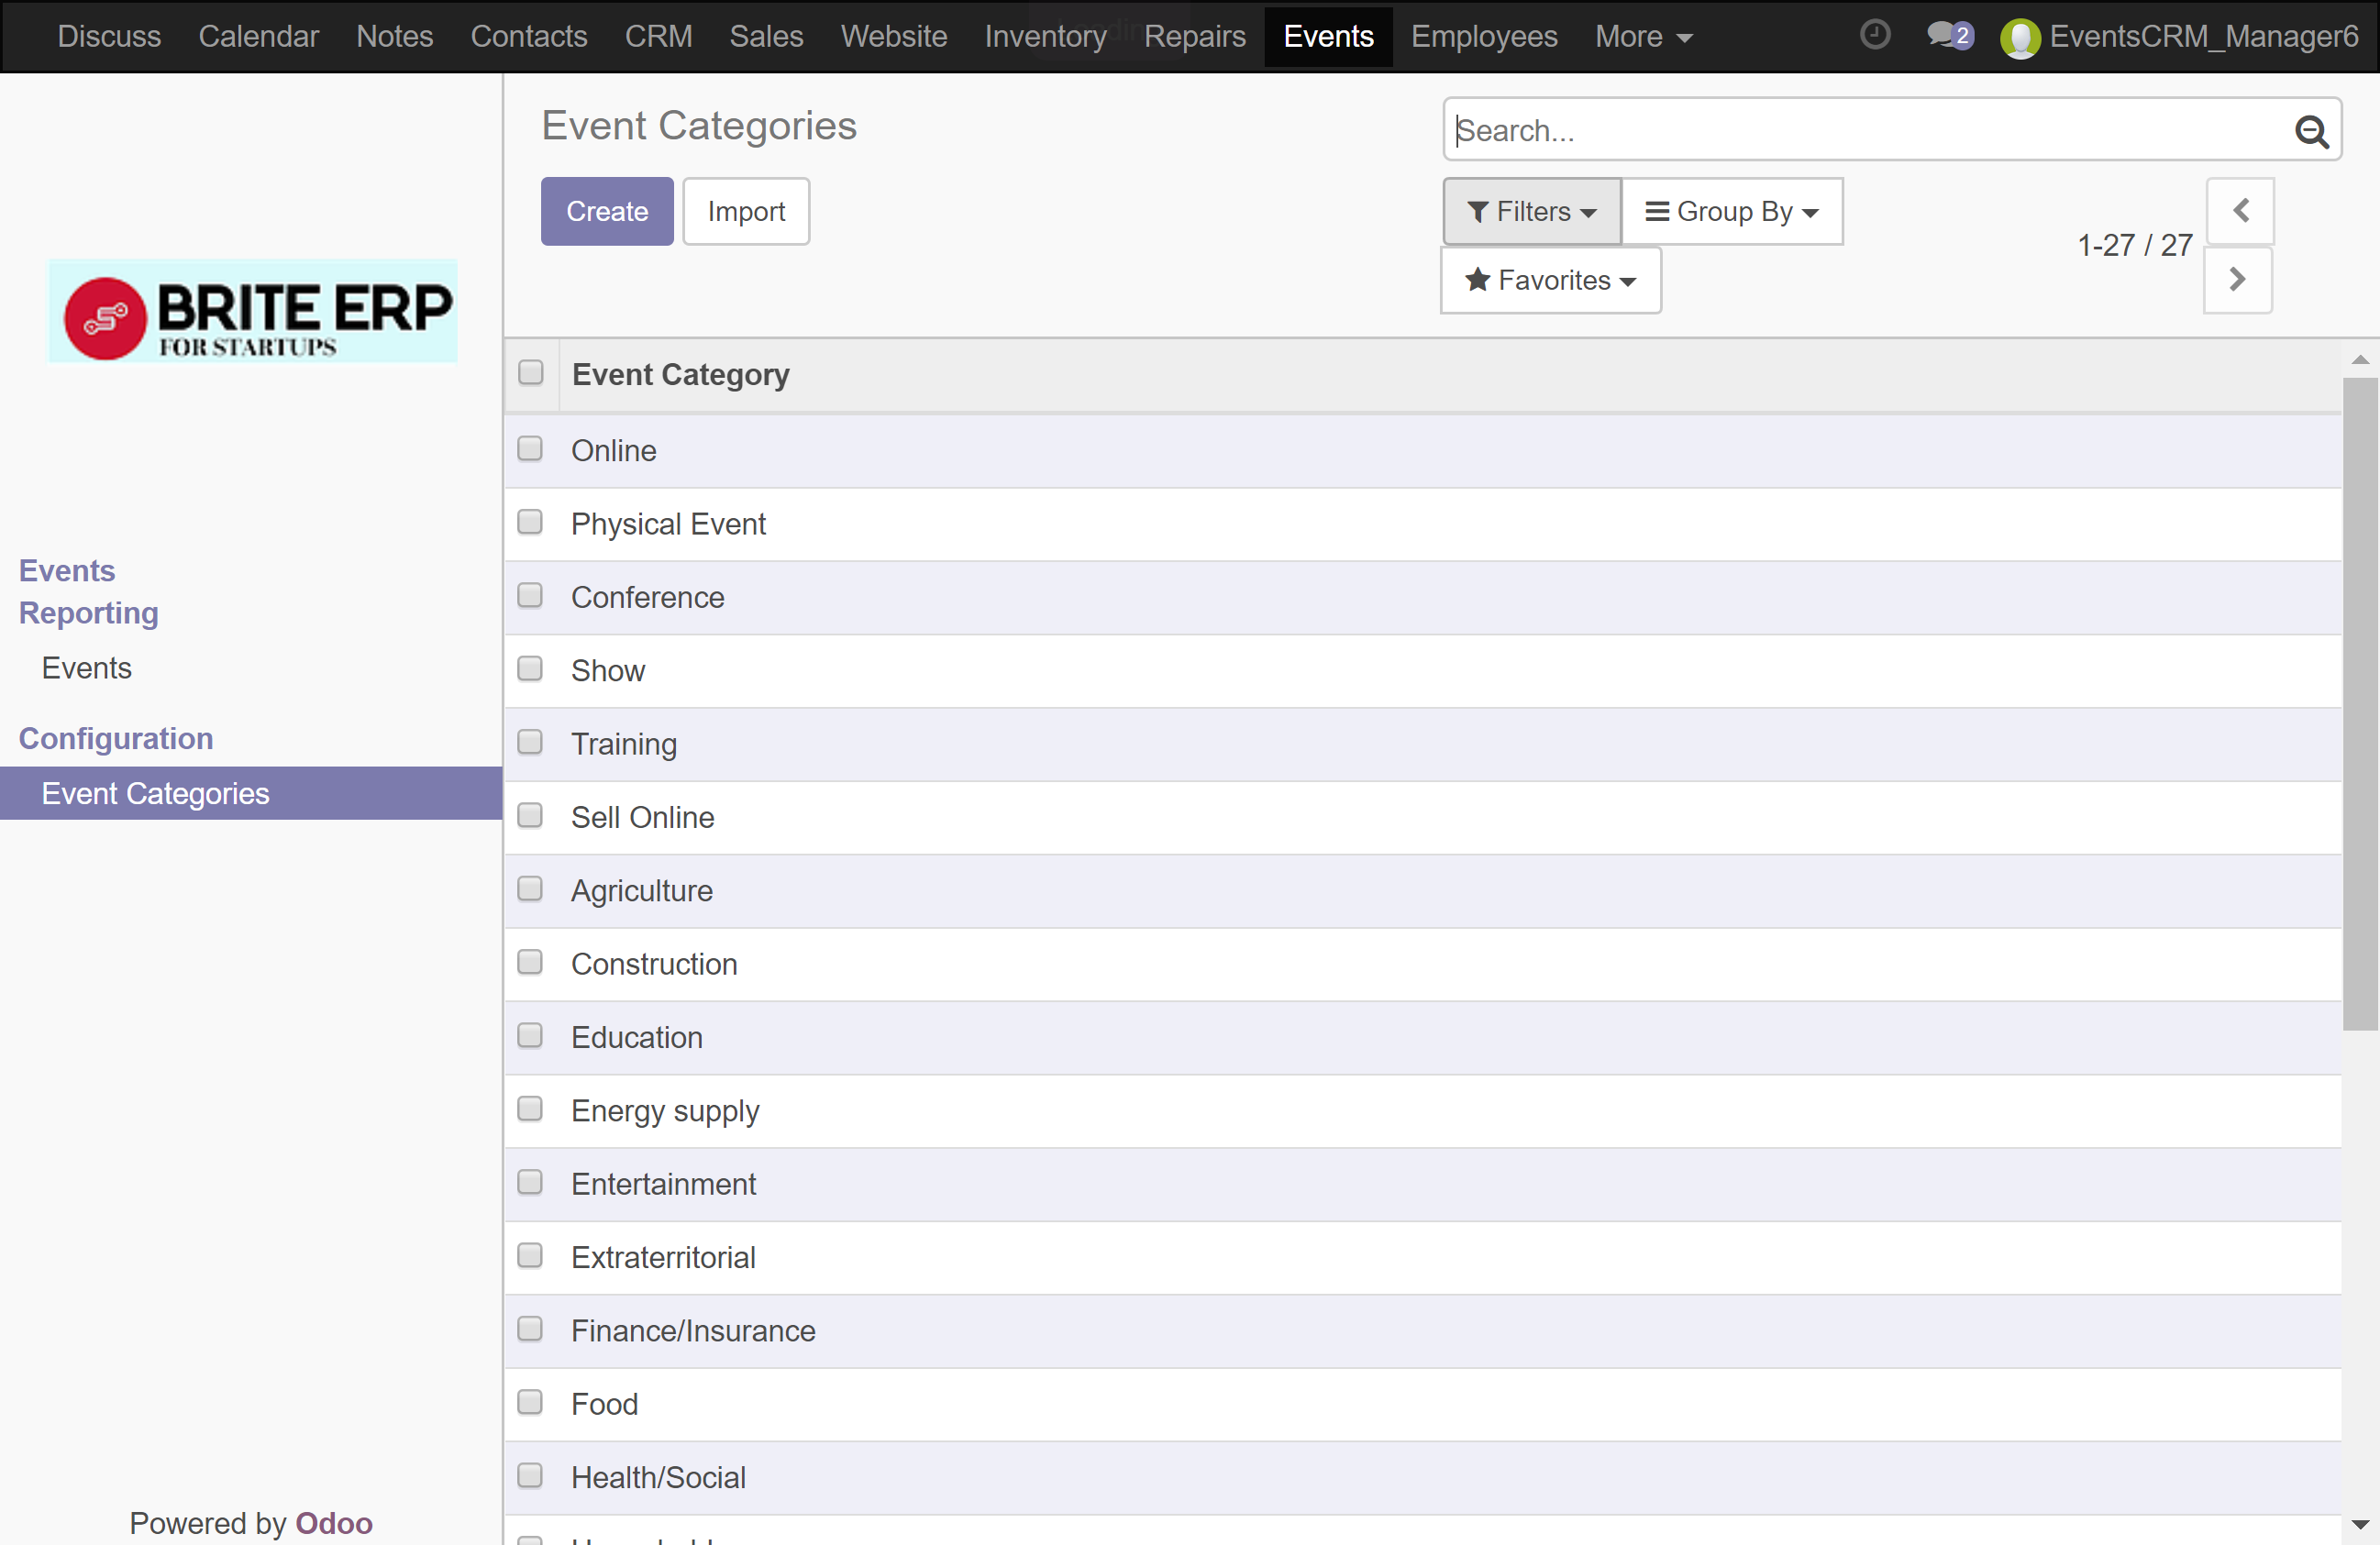 Discuss Calendar Notes Contacts CRM Sales Website Inventory Repairs Events Employees More 2 EventsCRM_Manager6
Event Categories
Search...
Create Import
Filters Group By
1-27 / 27
Favorites
BRITE ERP
FOR STARTUPS
Events
Reporting
Events
Configuration
Event Categories
Powered by Odoo
Event Category
Online
Physical Event
Conference
Show
Training
Sell Online
Agriculture
Construction
Education
Energy supply
Entertainment
Extraterritorial
Finance/Insurance
Food
Health/Social